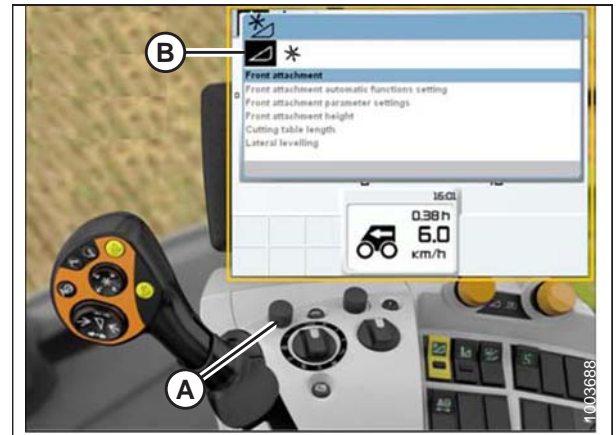 B
Front attachment
Front attachment automatic functions setting
Front attachment parameter settings
Front attachment height
Cutting table length
Lateral levelling
16:01
0.38 h
6.0
km/h
A
1003688